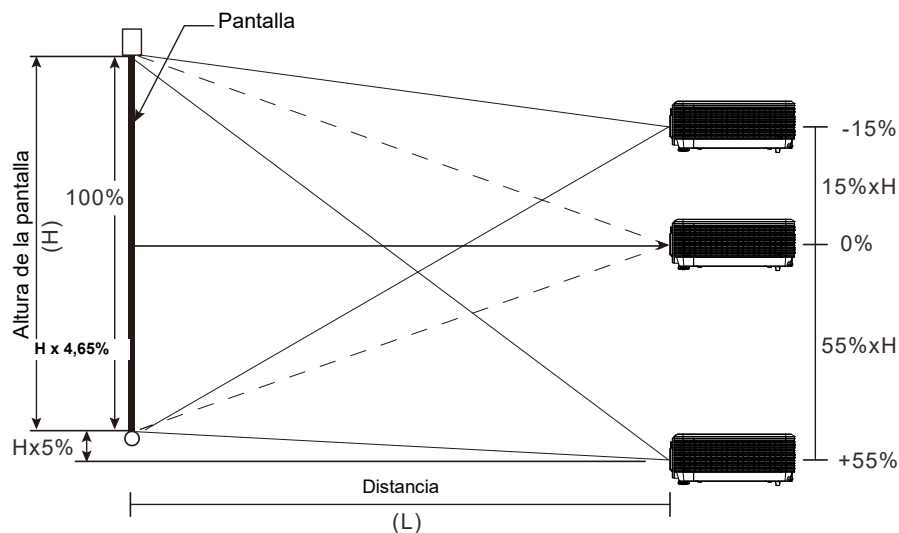 Pantalla
Altura de la pantalla
(H)
100%
H x 4,65%
Hx5%
-15%
15%xH
0%
55%xH
+55%
Distancia
(L)